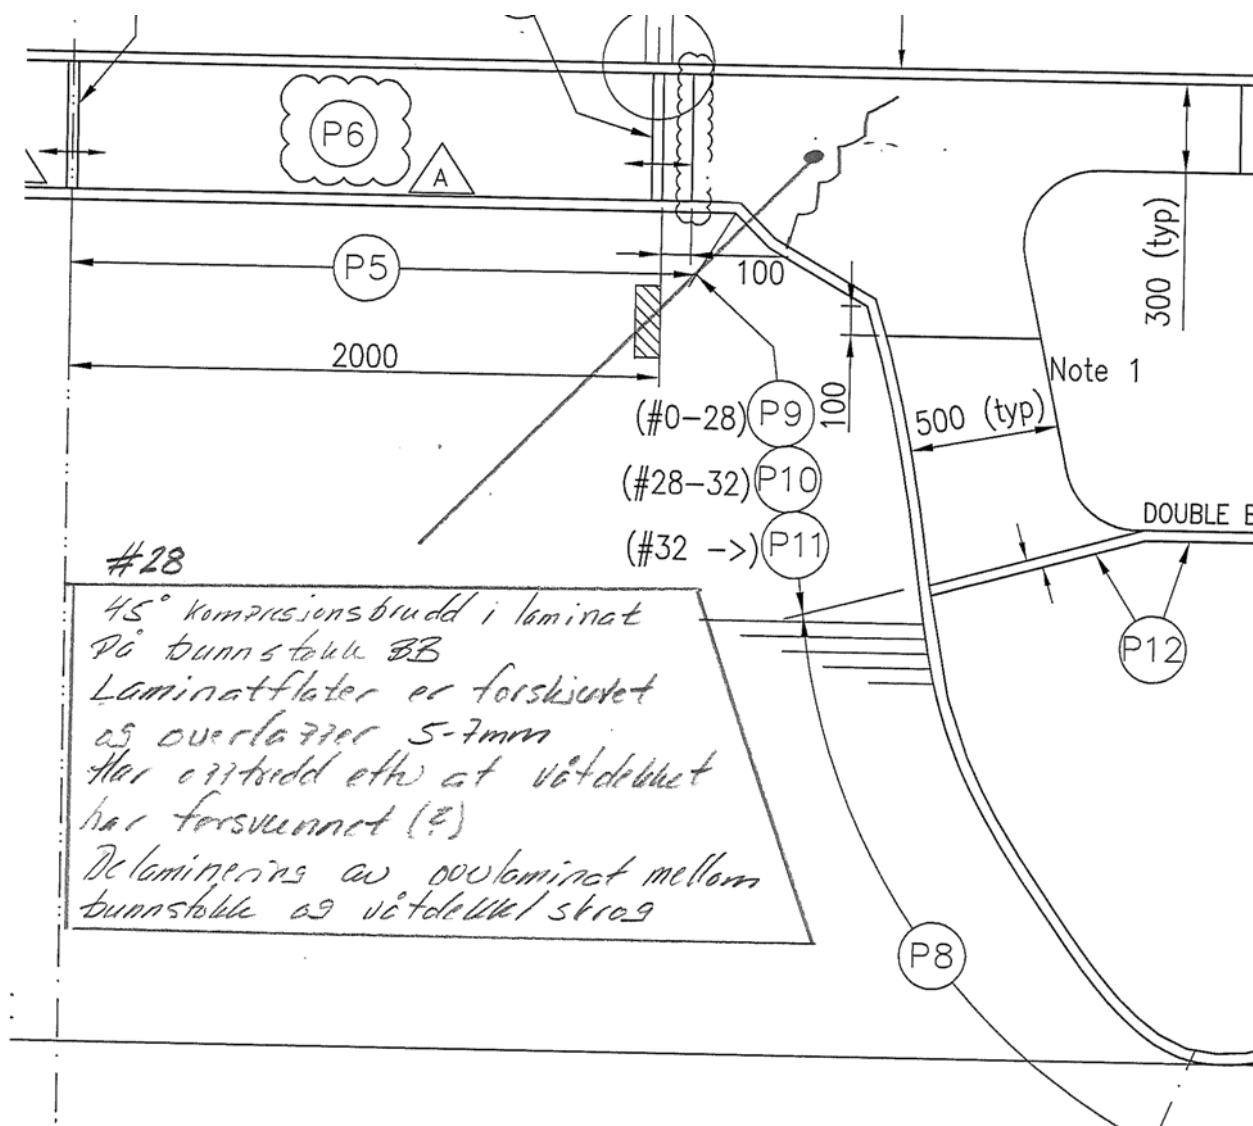 P6
A
P5
100
300 (typ)
2000
Note 1
(#0-28) P9
100
500 (typ)
(#28-32) P10
DOUBLE B
(#32 ->) P11
#28
45° kompresjonsbrudd i laminat
På bunnstokk BB
P12
Laminatflater er forskjøvet
og overlapper 5-7mm
Har opptredd etter at våtdekket
har forsvunnet (?)
Delaminering av ovulaminat mellom
bunnstokk og våtdekk/skrog
P8